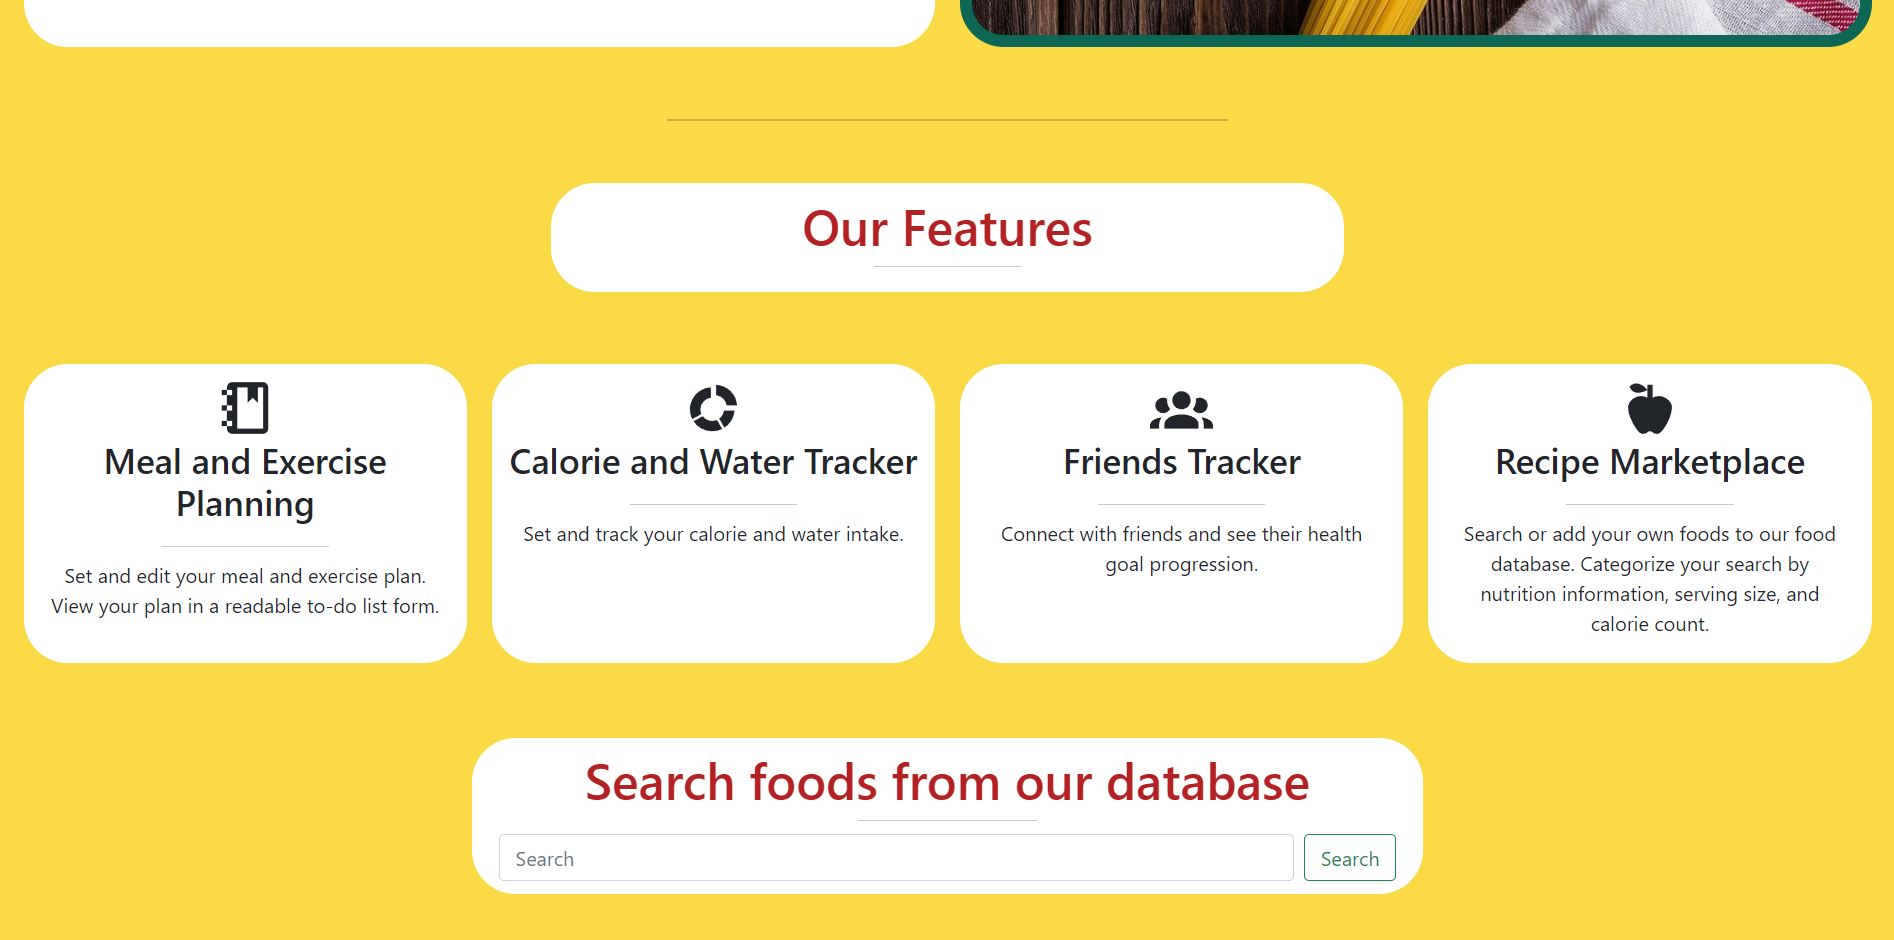 Our Features
Meal and Exercise
Planning
Set and edit your meal and exercise plan.
View your plan in a readable to-do list form.
Calorie and Water Tracker
Set and track your calorie and water intake.
Friends Tracker
Connect with friends and see their health
goal progression.
Recipe Marketplace
Search or add your own foods to our food
database. Categorize your search by
nutrition information, serving size, and
calorie count.
Search foods from our database
Search
Search